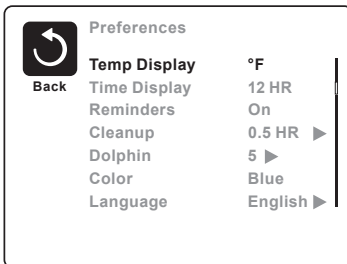 Preferences
Back
Temp Display °F
Time Display 12 HR
Reminders On
Cleanup 0.5 HR
Dolphin 5
Color Blue
Language English